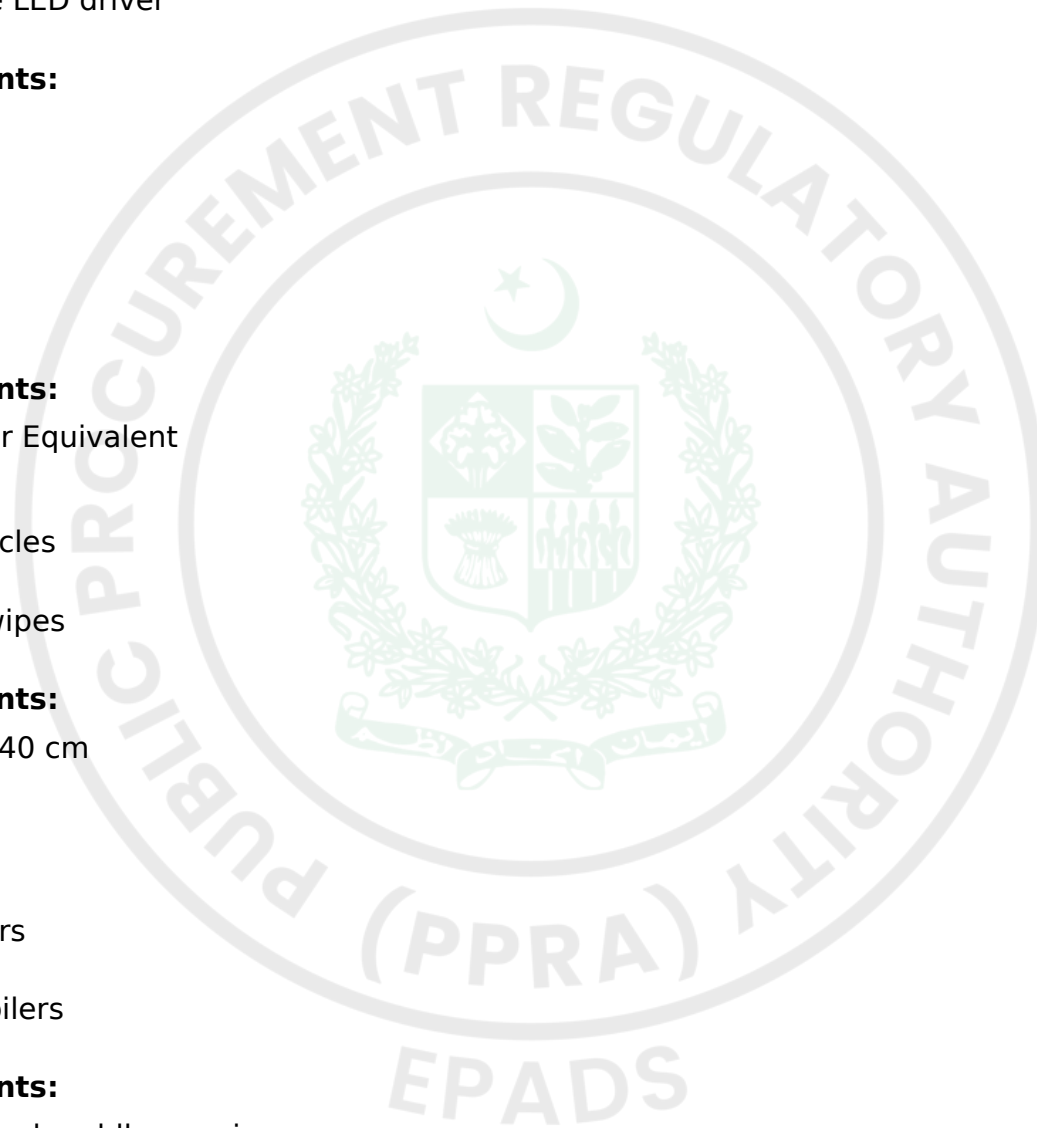 LED driver
nts:
nts:
r Equivalent
cles
wipes
nts:
40 cm
rs
ilers
nts:
PUBLIC PROCUREMENT REGULATORY AUTHORITY
(PPRA)
EPADS